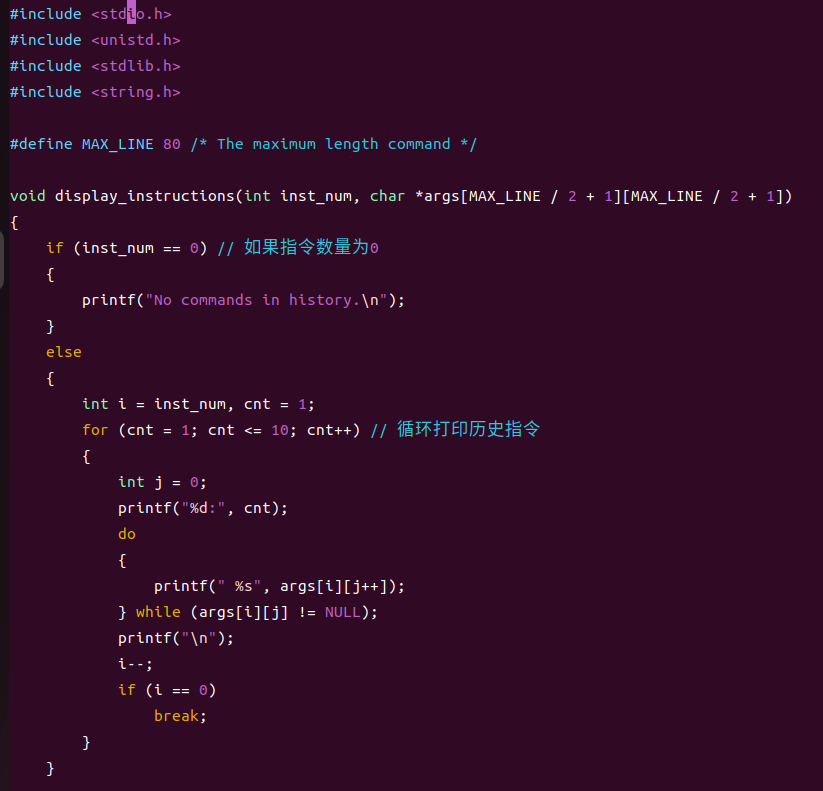 #include <stdio.h>
#include <unistd.h>
#include <stdlib.h>
#include <string.h>

#define MAX_LINE 80 /* The maximum length command */

void display_instructions(int inst_num, char *args[MAX_LINE / 2 + 1][MAX_LINE / 2 + 1])
{
    if (inst_num == 0) // 如果指令数量为0
    {
        printf("No commands in history.\n");
    }
    else
    {
        int i = inst_num, cnt = 1;
        for (cnt = 1; cnt <= 10; cnt++) // 循环打印历史指令
        {
            int j = 0;
            printf("%d:", cnt);
            do
            {
                printf(" %s", args[i][j++]);
            } while (args[i][j] != NULL);
            printf("\n");
            i--;
            if (i == 0)
                break;
        }
    }